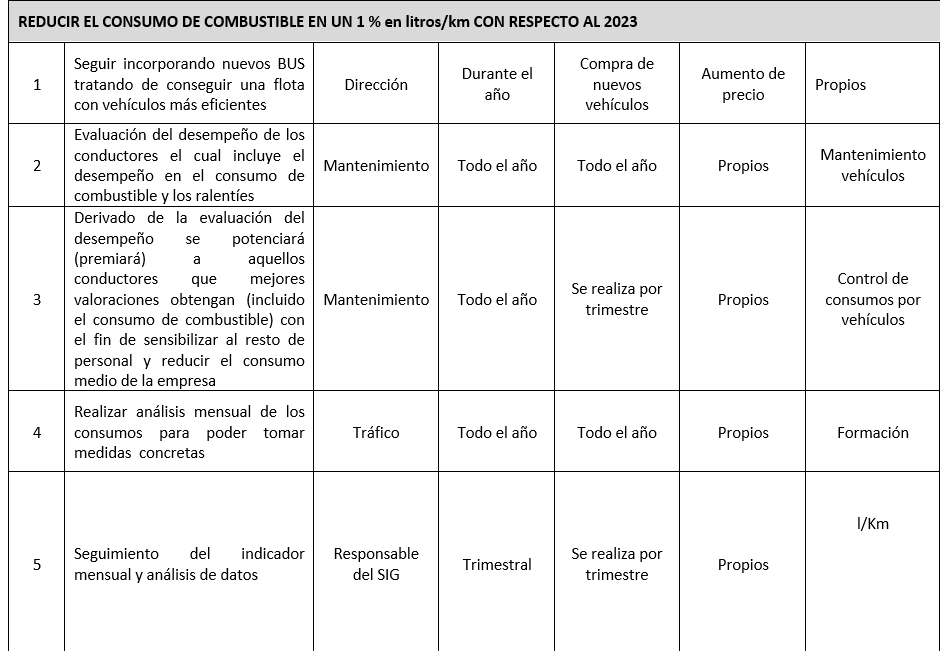 REDUCIR EL CONSUMO DE COMBUSTIBLE EN UN 1 % en litros/km CON RESPECTO AL 2023
1
Seguir incorporando nuevos BUS
tratando de conseguir una flota
con vehículos más eficientes
Dirección
Durante el
año
Compra de
nuevos
vehículos
Aumento de
precio
Propios
2
Evaluación del desempeño de los
conductores el cual incluye el
desempeño en el consumo de
combustible y los ralentíes
Mantenimiento
Todo el año
Todo el año
Propios
Mantenimiento
vehículos
3
Derivado de la evaluación del
desempeño se potenciará
(premiará) a aquellos
conductores que mejores
valoraciones obtengan (incluido
el consumo de combustible) con
el fin de sensibilizar al resto de
personal y reducir el consumo
medio de la empresa
Mantenimiento
Todo el año
Se realiza por
trimestre
Propios
Control de
consumos por
vehículos
4
Realizar análisis mensual de los
consumos para poder tomar
medidas concretas
Tráfico
Todo el año
Todo el año
Propios
Formación
5
Seguimiento del indicador
mensual y análisis de datos
Responsable
del SIG
Trimestral
Se realiza por
trimestre
Propios
l/Km